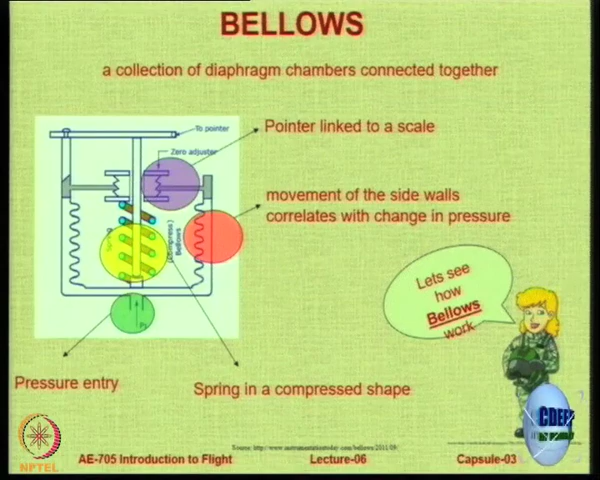 BELLOWS
a collection of diaphragm chambers connected together
To pointer
Zero adjuster
Pointer linked to a scale
movement of the side walls
correlates with change in pressure
(compress)
Bellows
Lets see
how
Bellows
work
Pressure entry
Spring in a compressed shape
NPTEL
CDEEP
Source: http://www.instrumentationtoday.com/bellows/2011/09/
AE-705 Introduction to Flight
Lecture-06
Capsule-03